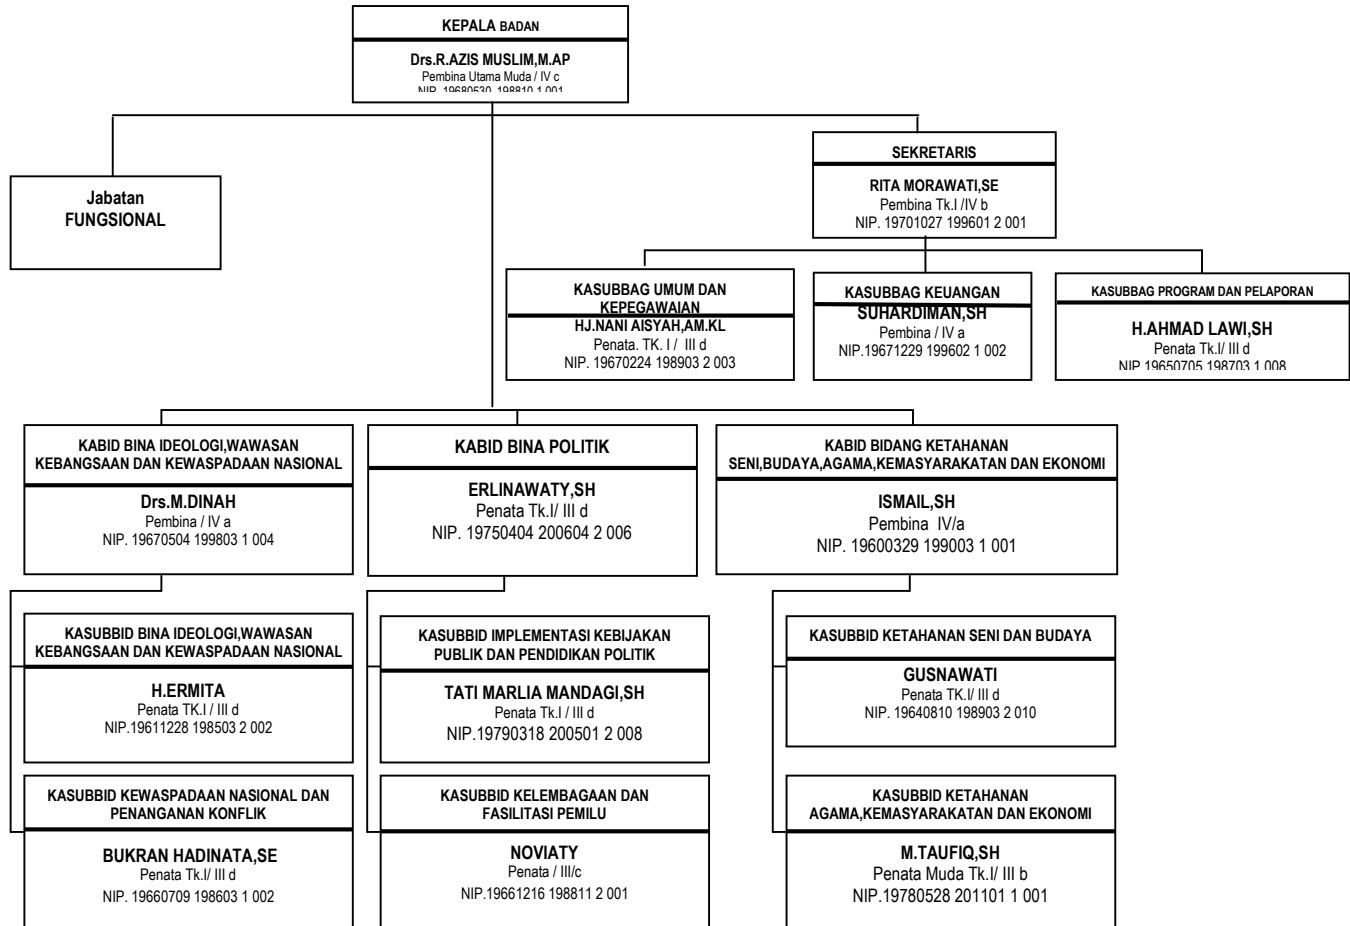 KEPALA BADAN
Drs.R.AZIS MUSLIM,M.AP
Pembina Utama Muda / IV c
NIP. 19680530 198810 1 001
Jabatan
FUNGSIONAL
SEKRETARIS
RITA MORAWATI,SE
Pembina Tk.I /IV b
NIP. 19701027 199601 2 001
KASUBBAG UMUM DAN
KEPEGAWAIAN
HJ.NANI AISYAH,AM.KL
Penata. TK. I / III d
NIP. 19670224 198903 2 003
KASUBBAG KEUANGAN
SUHARDIMAN,SH
Pembina / IV a
NIP.19671229 199602 1 002
KASUBBAG PROGRAM DAN PELAPORAN
H.AHMAD LAWI,SH
Penata Tk.I/ III d
NIP 19650705 198703 1 008
KABID BINA IDEOLOGI,WAWASAN
KEBANGSAAN DAN KEWASPADAAN NASIONAL
Drs.M.DINAH
Pembina / IV a
NIP. 19670504 199803 1 004
KABID BINA POLITIK
ERLINAWATY,SH
Penata Tk.I/ III d
NIP. 19750404 200604 2 006
KABID BIDANG KETAHANAN
SENI,BUDAYA,AGAMA,KEMASYARAKATAN DAN EKONOMI
ISMAIL,SH
Pembina IV/a
NIP. 19600329 199003 1 001
KASUBBID BINA IDEOLOGI,WAWASAN
KEBANGSAAN DAN KEWASPADAAN NASIONAL
H.ERMITA
Penata TK.I / III d
NIP.19611228 198503 2 002
KASUBBID IMPLEMENTASI KEBIJAKAN
PUBLIK DAN PENDIDIKAN POLITIK
TATI MARLIA MANDAGI,SH
Penata Tk.I / III d
NIP.19790318 200501 2 008
KASUBBID KETAHANAN SENI DAN BUDAYA
GUSNAWATI
Penata TK.I/ III d
NIP. 19640810 198903 2 010
KASUBBID KEWASPADAAN NASIONAL DAN
PENANGANAN KONFLIK
BUKRAN HADINATA,SE
Penata Tk.I/ III d
NIP. 19660709 198603 1 002
KASUBBID KELEMBAGAAN DAN
FASILITASI PEMILU
NOVIATY
Penata / III/c
NIP.19661216 198811 2 001
KASUBBID KETAHANAN
AGAMA,KEMASYARAKATAN DAN EKONOMI
M.TAUFIQ,SH
Penata Muda Tk.I/ III b
NIP.19780528 201101 1 001